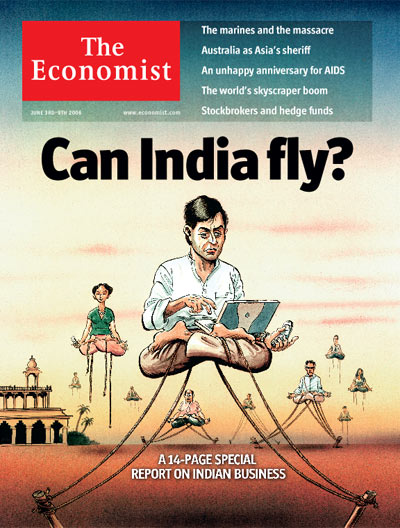 The
Economist
JUNE 3RD-9TH 2006
www.economist.com
The marines and the massacre
Australia as Asia's sheriff
An unhappy anniversary for AIDS
The world's skyscraper boom
Stockbrokers and hedge funds
Can India fly?
A 14-PAGE SPECIAL
REPORT ON INDIAN BUSINESS